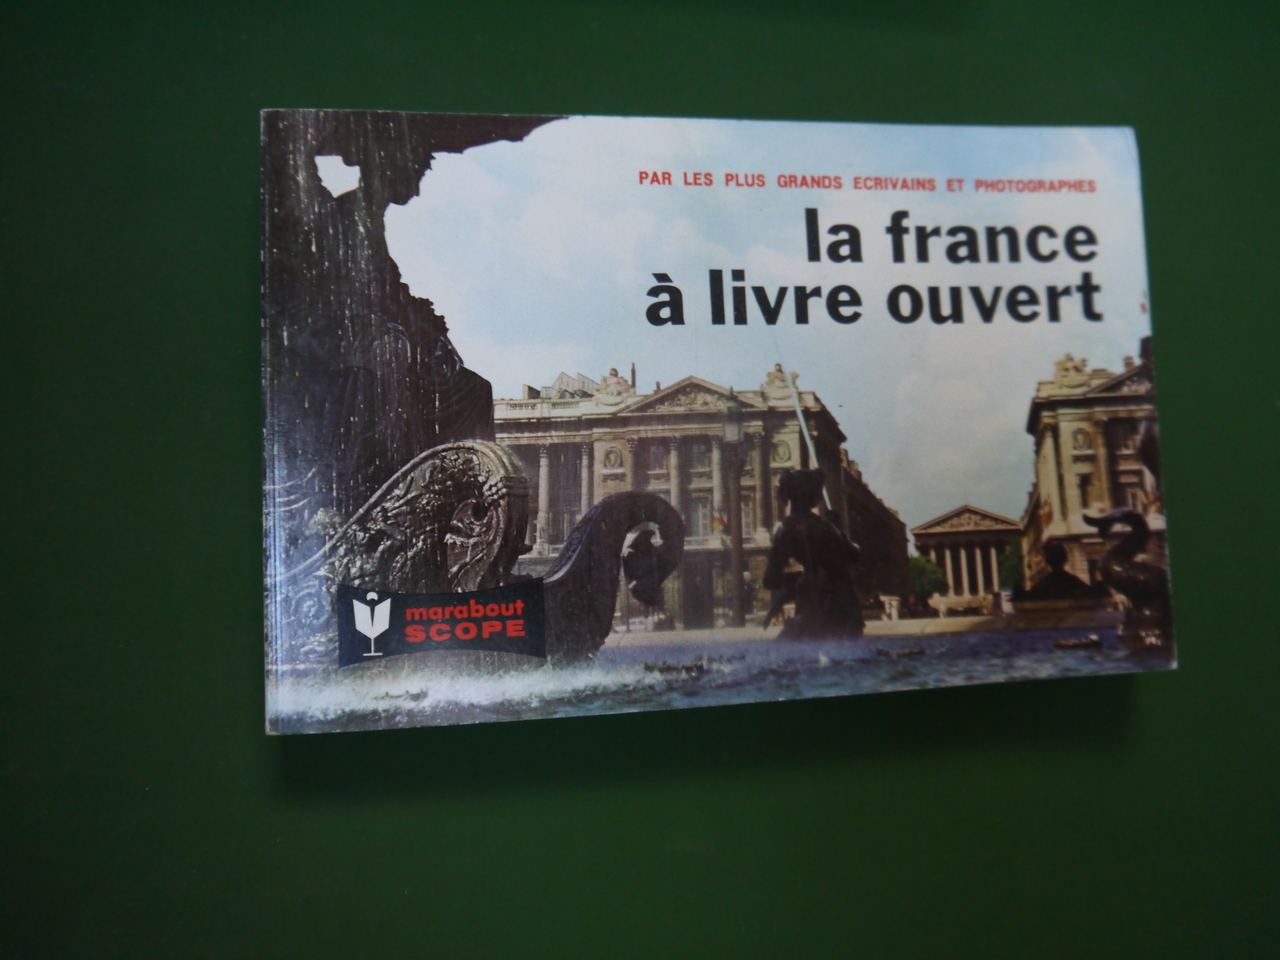 PAR LES PLUS GRANDS ECRIVAINS ET PHOTOGRAPHES
la france
à livre ouvert
marabout
SCOPE